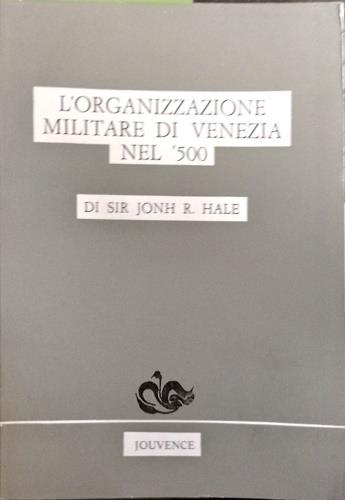 L'ORGANIZZAZIONE
MILITARE DI VENEZIA
NEL '500
DI SIR JONH R. HALE
JOUVENCE